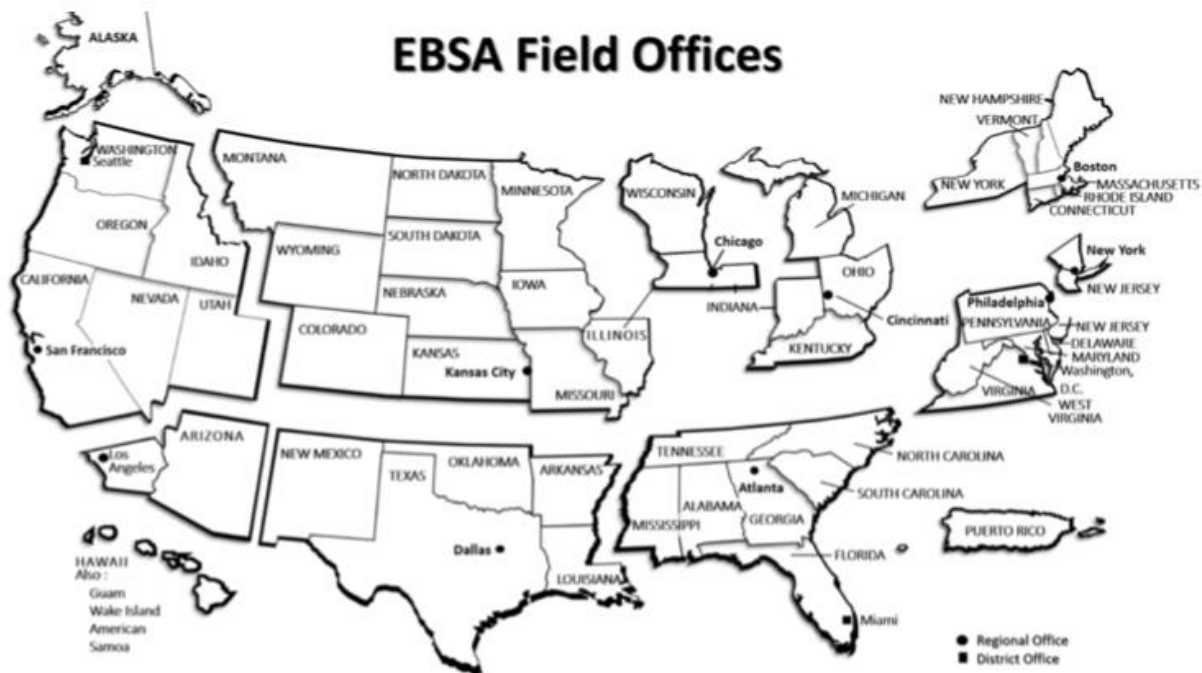 EBSA Field Offices
ALASKA
WASHINGTON
Seattle
OREGON
IDAHO
CALIFORNIA
NEVADA
UTAH
San Francisco
MONTANA
NORTH DAKOTA
MINNESOTA
SOUTH DAKOTA
WYOMING
NEBRASKA
IOWA
COLORADO
KANSAS
Kansas City
MISSOURI
ILLINOIS
WISCONSIN
MICHIGAN
Chicago
OHIO
INDIANA
Cincinnati
KENTUCKY
NEW HAMPSHIRE
VERMONT
NEW YORK
Boston
MASSACHUSETTS
RHODE ISLAND
CONNECTICUT
New York
NEW JERSEY
Philadelphia
PENNSYLVANIA
NEW JERSEY
DELAWARE
MARYLAND
Washington,
D.C.
VIRGINIA
WEST
VIRGINIA
ARIZONA
Los
Angeles
NEW MEXICO
TEXAS
OKLAHOMA
ARKANSAS
Dallas
LOUISIANA
TENNESSEE
NORTH CAROLINA
Atlanta
SOUTH CAROLINA
ALABAMA
MISSISSIPPI
GEORGIA
FLORIDA
Miami
PUERTO RICO
HAWAII
Also :
Guam
Wake Island
American
Samoa
Regional Office
District Office